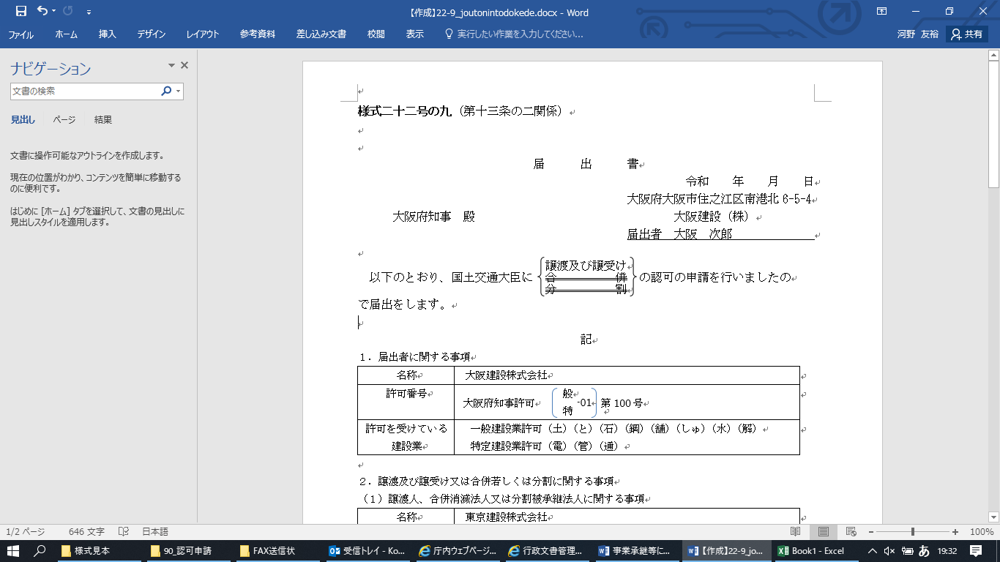 【作成】22-9_joutonintodokede.docx - Word
ファイル ホーム 挿入 デザイン レイアウト 参考資料 差し込み文書 校閲 表示 実行したい作業を入力してください... 河野 友裕 共有
ナビゲーション
文書の検索
見出し ページ 結果
文書に操作可能なアウトラインを作成します。
現在の位置がわかり、コンテンツを簡単に移動する
のに便利です。
はじめに [ホーム] タブを選択して、文書の見出しに
見出しスタイルを適用します。
様式二十二号の九（第十三条の二関係）
届 出 書
令和 年 月 日
大阪府大阪市住之江区南港北 6-5-4
大阪府知事 殿 大阪建設（株）
届出者 大阪 次郎
譲渡及び譲受け
以下のとおり、国土交通大臣に 合 併 の認可の申請を行いましたの
分 割
で届出をします。
記
１．届出者に関する事項
名称 大阪建設株式会社
許可番号 大阪府知事許可 般 特 -01 第 100 号
許可を受けている 一般建設業許可（土）（と）（石）（鋼）（舗）（しゅ）（水）（解）
建設業 特定建設業許可（電）（管）（通）
２．譲渡及び譲受け又は合併若しくは分割に関する事項
（１）譲渡人、合併消滅法人又は分割被承継法人に関する事項
名称 東京建設株式会社
1/2 ページ 646 文字 日本語 100%
様式見本 90_認可申請 FAX送信状 受信トレイ - Ko... 庁内ウェブページ... 行政文書管理... 事業承継等に... 【作成】22-9_jo... Book1 - Excel あ 19:32